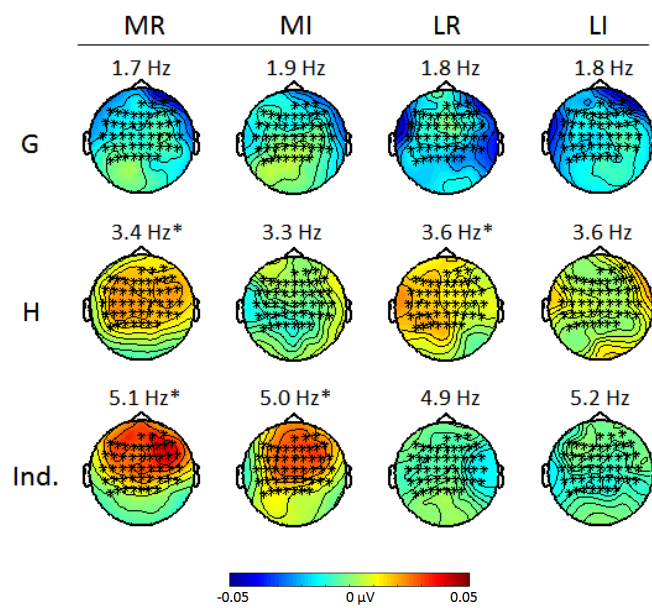 MR MI LR LI
1.7 Hz 1.9 Hz 1.8 Hz 1.8 Hz
G
3.4 Hz* 3.3 Hz 3.6 Hz* 3.6 Hz
H
5.1 Hz* 5.0 Hz* 4.9 Hz 5.2 Hz
Ind.
-0.05 0 µV 0.05